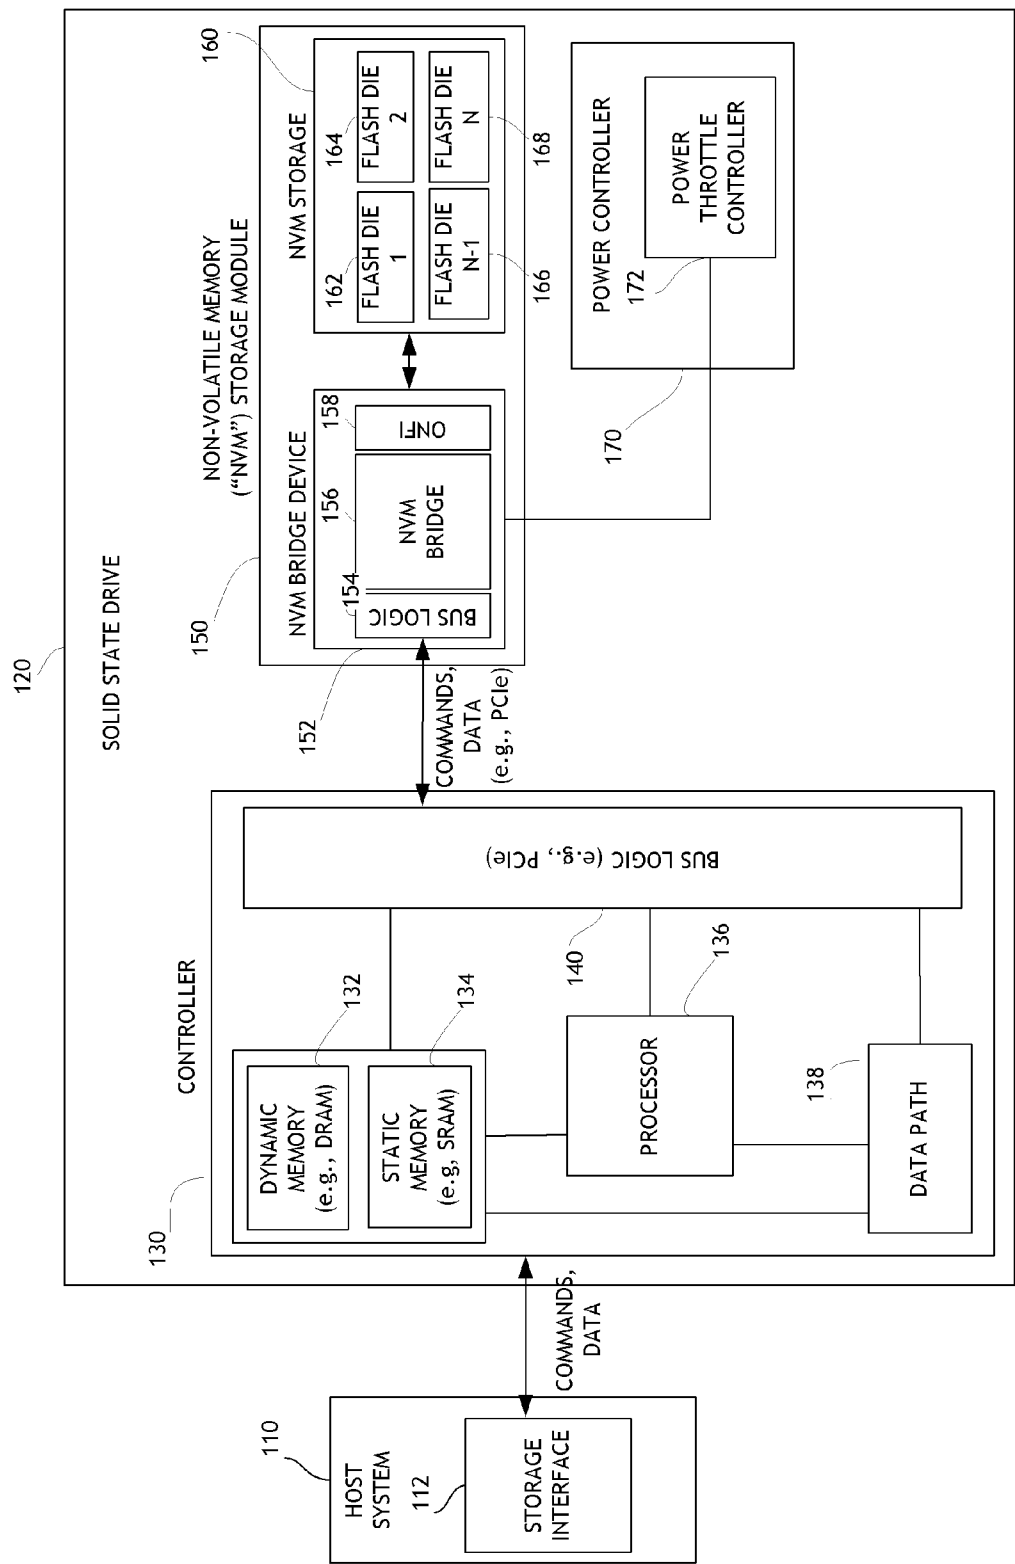 120
SOLID STATE DRIVE
110
HOST
SYSTEM
112
STORAGE
INTERFACE
COMMANDS,
DATA
130
CONTROLLER
DYNAMIC
MEMORY
(e.g., DRAM)
132
STATIC
MEMORY
(e.g, SRAM)
134
PROCESSOR
136
DATA PATH
138
140
BUS LOGIC (e.g., PCIe)
COMMANDS,
DATA
(e.g., PCIe)
150
NON-VOLATILE MEMORY
("NVM") STORAGE MODULE
152
NVM BRIDGE DEVICE
154
BUS LOGIC
156
NVM
BRIDGE
158
ONFI
160
NVM STORAGE
162
FLASH DIE
1
164
FLASH DIE
2
FLASH DIE
N-1
166
FLASH DIE
N
168
170
POWER CONTROLLER
172
POWER
THROTTLE
CONTROLLER